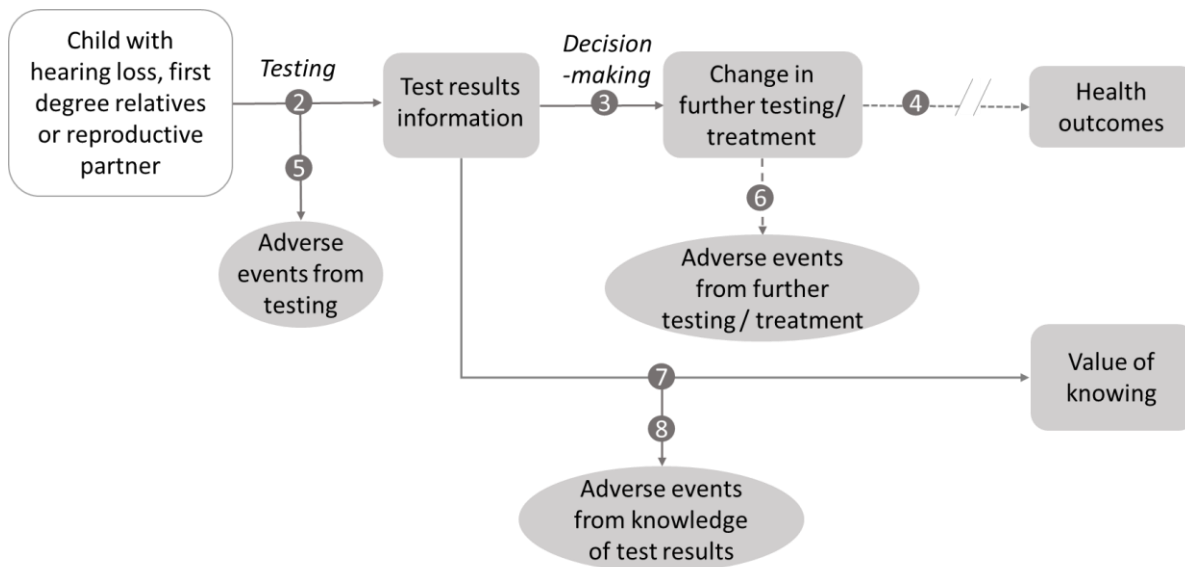 Child with
hearing loss, first
degree relatives
or reproductive
partner
Testing
2
5
Adverse
events from
testing
Test results
information
Decision
-making
3
Change in
further testing/
treatment
4
Health
outcomes
6
Adverse events
from further
testing / treatment
7
Value of
knowing
8
Adverse events
from knowledge
of test results